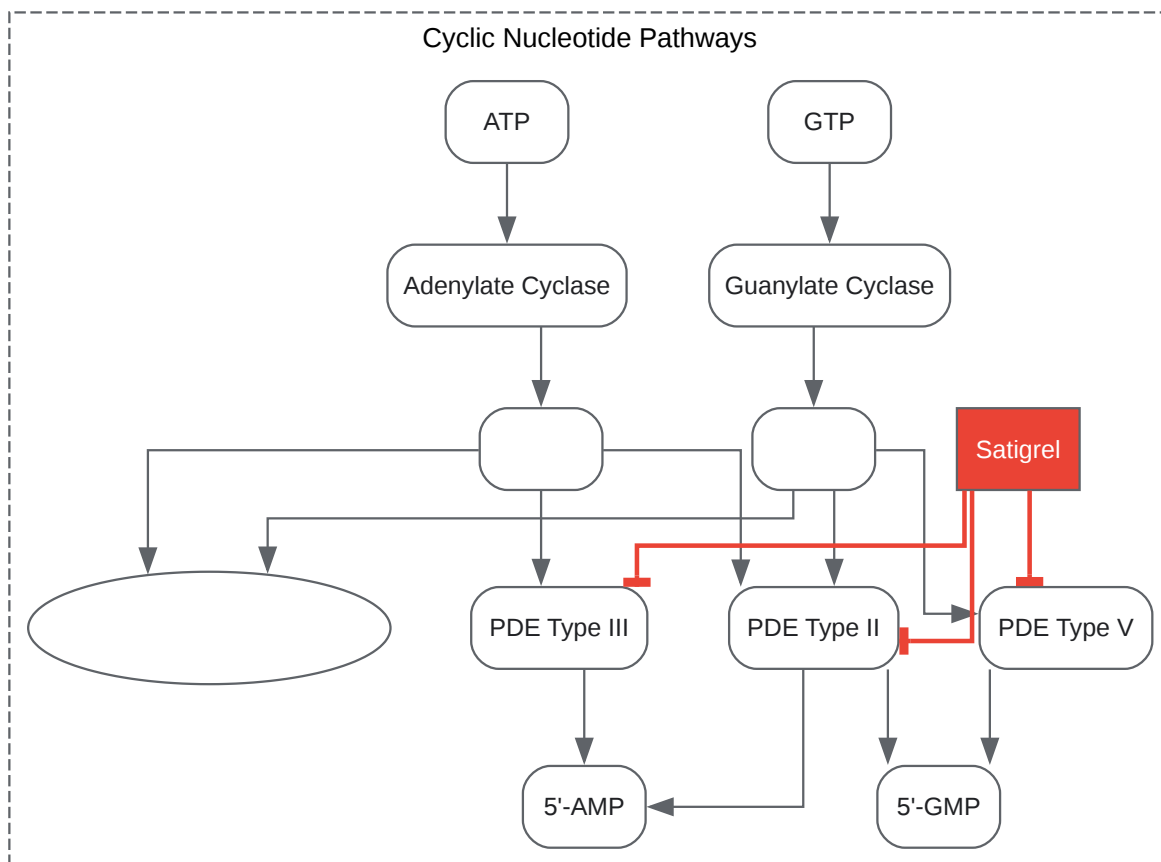 Cyclic Nucleotide Pathways
ATP
GTP
Adenylate Cyclase
Guanylate Cyclase
Satigrel
PDE Type III
PDE Type II
PDE Type V
5'-AMP
5'-GMP